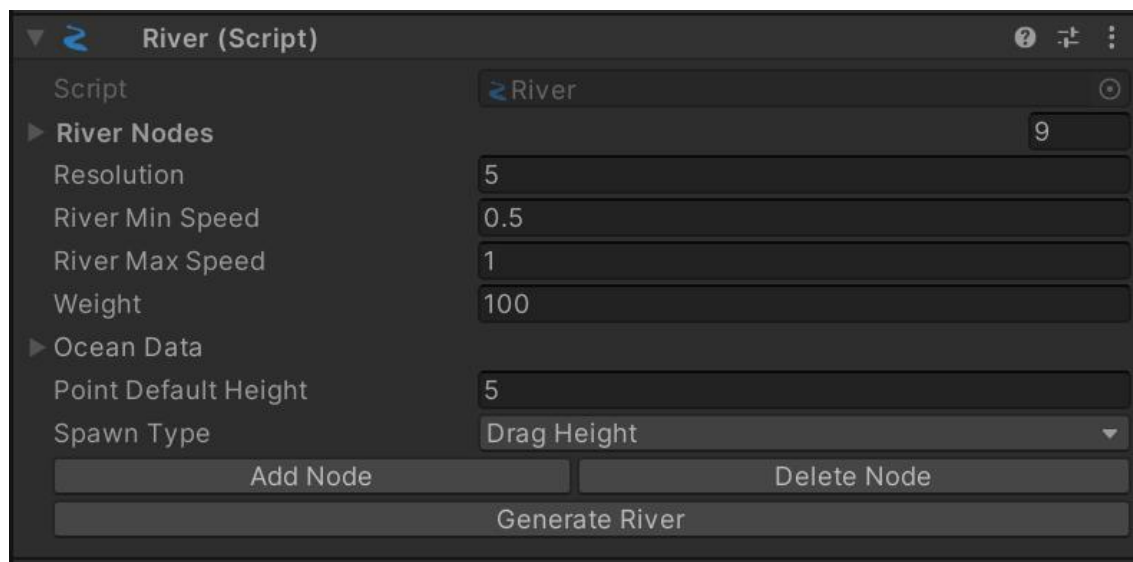 River (Script)
Script River
River Nodes 9
Resolution 5
River Min Speed 0.5
River Max Speed 1
Weight 100
Ocean Data
Point Default Height 5
Spawn Type Drag Height
Add Node Delete Node
Generate River